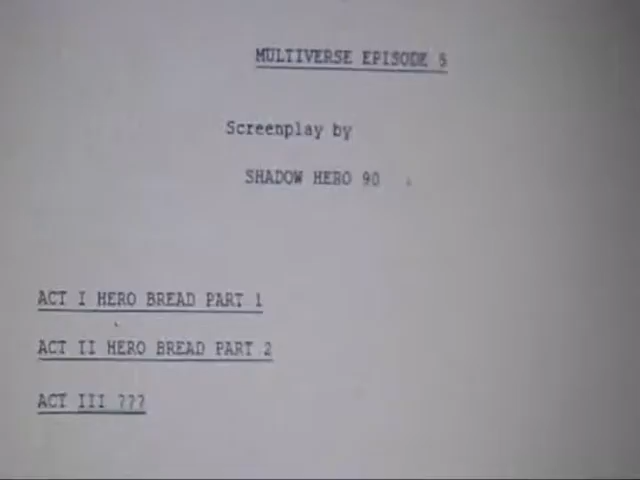 MULTIVERSE EPISODE 5
Screenplay by
SHADOW HERO 90
ACT I HERO BREAD PART 1
ACT II HERO BREAD PART 2
ACT III ???